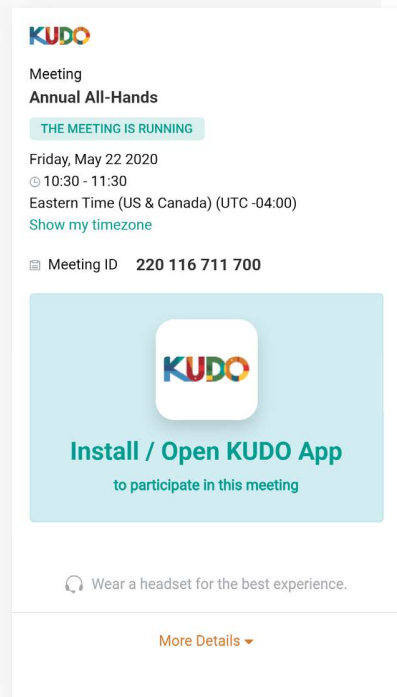 KUDO
Meeting
Annual All-Hands
THE MEETING IS RUNNING
Friday, May 22 2020
10:30 - 11:30
Eastern Time (US & Canada) (UTC -04:00)
Show my timezone
Meeting ID 220 116 711 700
KUDO
Install / Open KUDO App
to participate in this meeting
Wear a headset for the best experience.
More Details